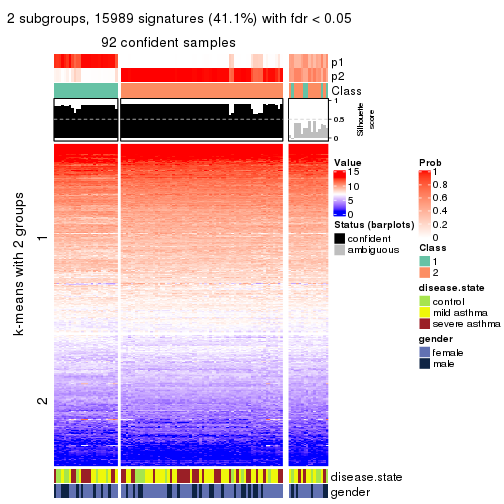 2 subgroups, 15989 signatures (41.1%) with fdr < 0.05
92 confident samples
p1
p2
Class
1
0.5
0
Silhouette
score
k-means with 2 groups
1
2
disease.state
gender
Value
15
10
5
0
Status (barplots)
confident
ambiguous
Prob
1
0.8
0.6
0.4
0.2
0
Class
1
2
disease.state
control
mild asthma
severe asthma
gender
female
male